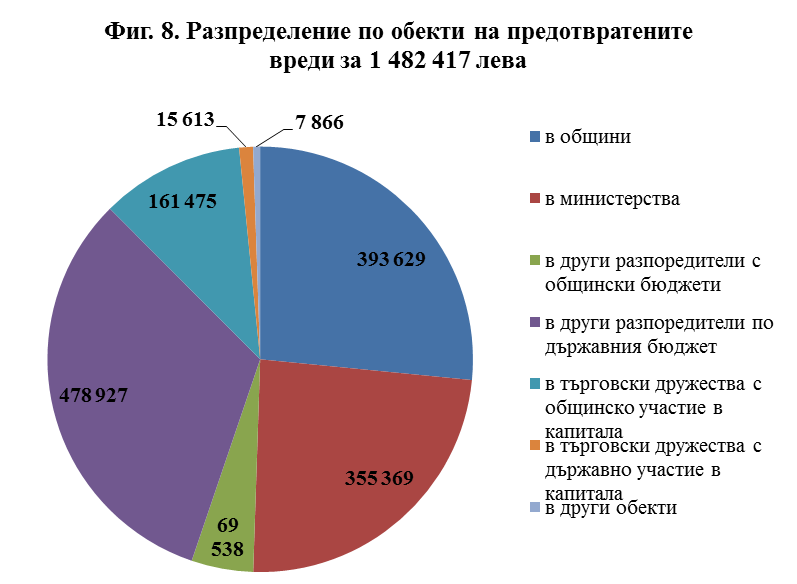 Фиг. 8. Разпределение по обекти на предотвратените
вреди за 1 482 417 лева
15 613
7 866
161 475
393 629
478 927
355 369
69
538
в общини
в министерства
в други разпоредители с
общински бюджети
в други разпоредители по
държавния бюджет
в търговски дружества с
общинско участие в
капитала
в търговски дружества с
държавно участие в
капитала
в други обекти